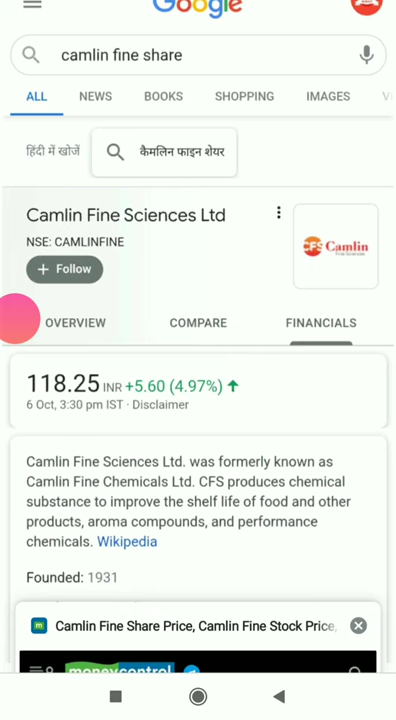 Google
camlin fine share
ALL NEWS BOOKS SHOPPING IMAGES
हिंदी में खोजें कैमलिन फाइन शेयर
Camlin Fine Sciences Ltd
NSE: CAMLINFINE
+ Follow
CFS Camlin
Fine Sciences
OVERVIEW COMPARE FINANCIALS
118.25 INR +5.60 (4.97%) ↑
6 Oct, 3:30 pm IST · Disclaimer
Camlin Fine Sciences Ltd. was formerly known as
Camlin Fine Chemicals Ltd. CFS produces chemical
substance to improve the shelf life of food and other
products, aroma compounds, and performance
chemicals. Wikipedia
Founded: 1931
m Camlin Fine Share Price, Camlin Fine Stock Price,
moneycontrol